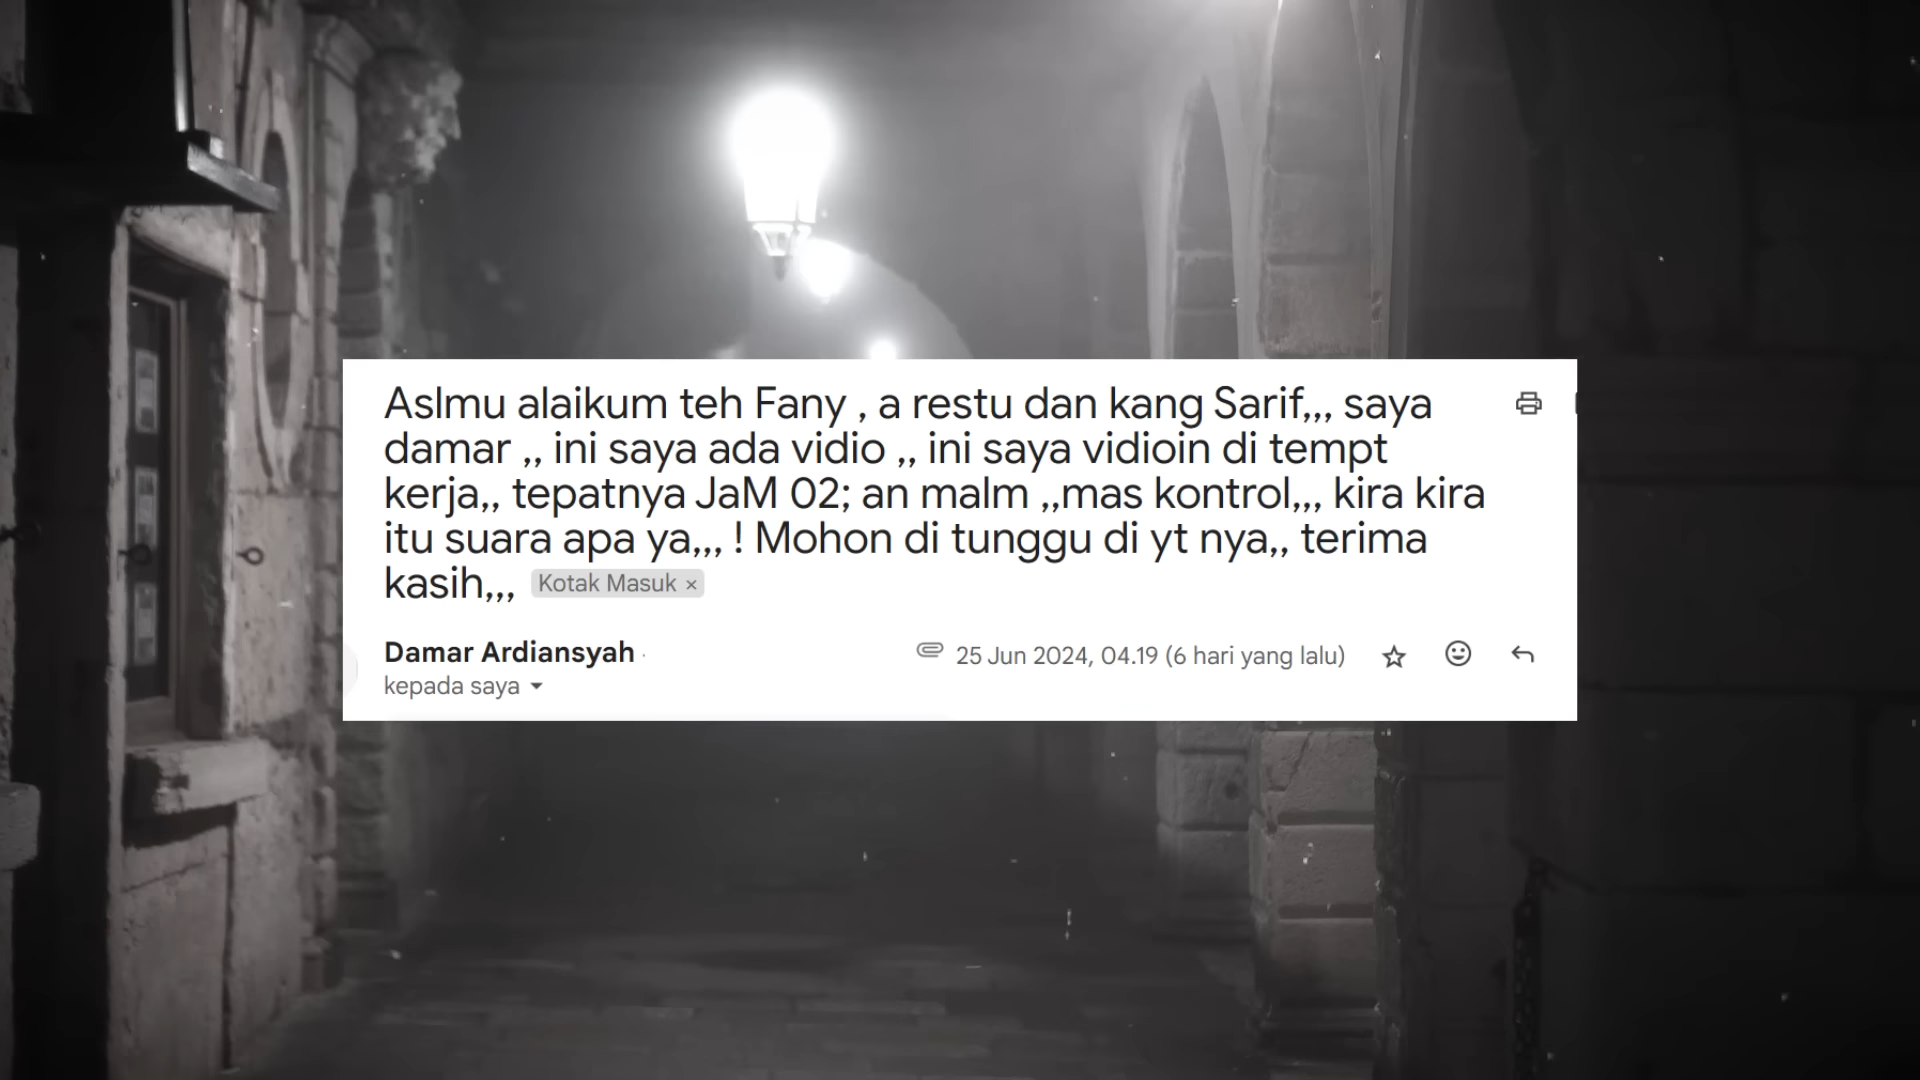 Aslmu alaikum teh Fany , a restu dan kang Sarif,,, saya
damar ,, ini saya ada vidio ,, ini saya vidioin di tempt
kerja,, tepatnya JaM 02; an malm ,,mas kontrol,,, kira kira
itu suara apa ya,,, ! Mohon di tunggu di yt nya,, terima
kasih,,, Kotak Masuk ×
Damar Ardiansyah
25 Jun 2024, 04.19 (6 hari yang lalu)
kepada saya